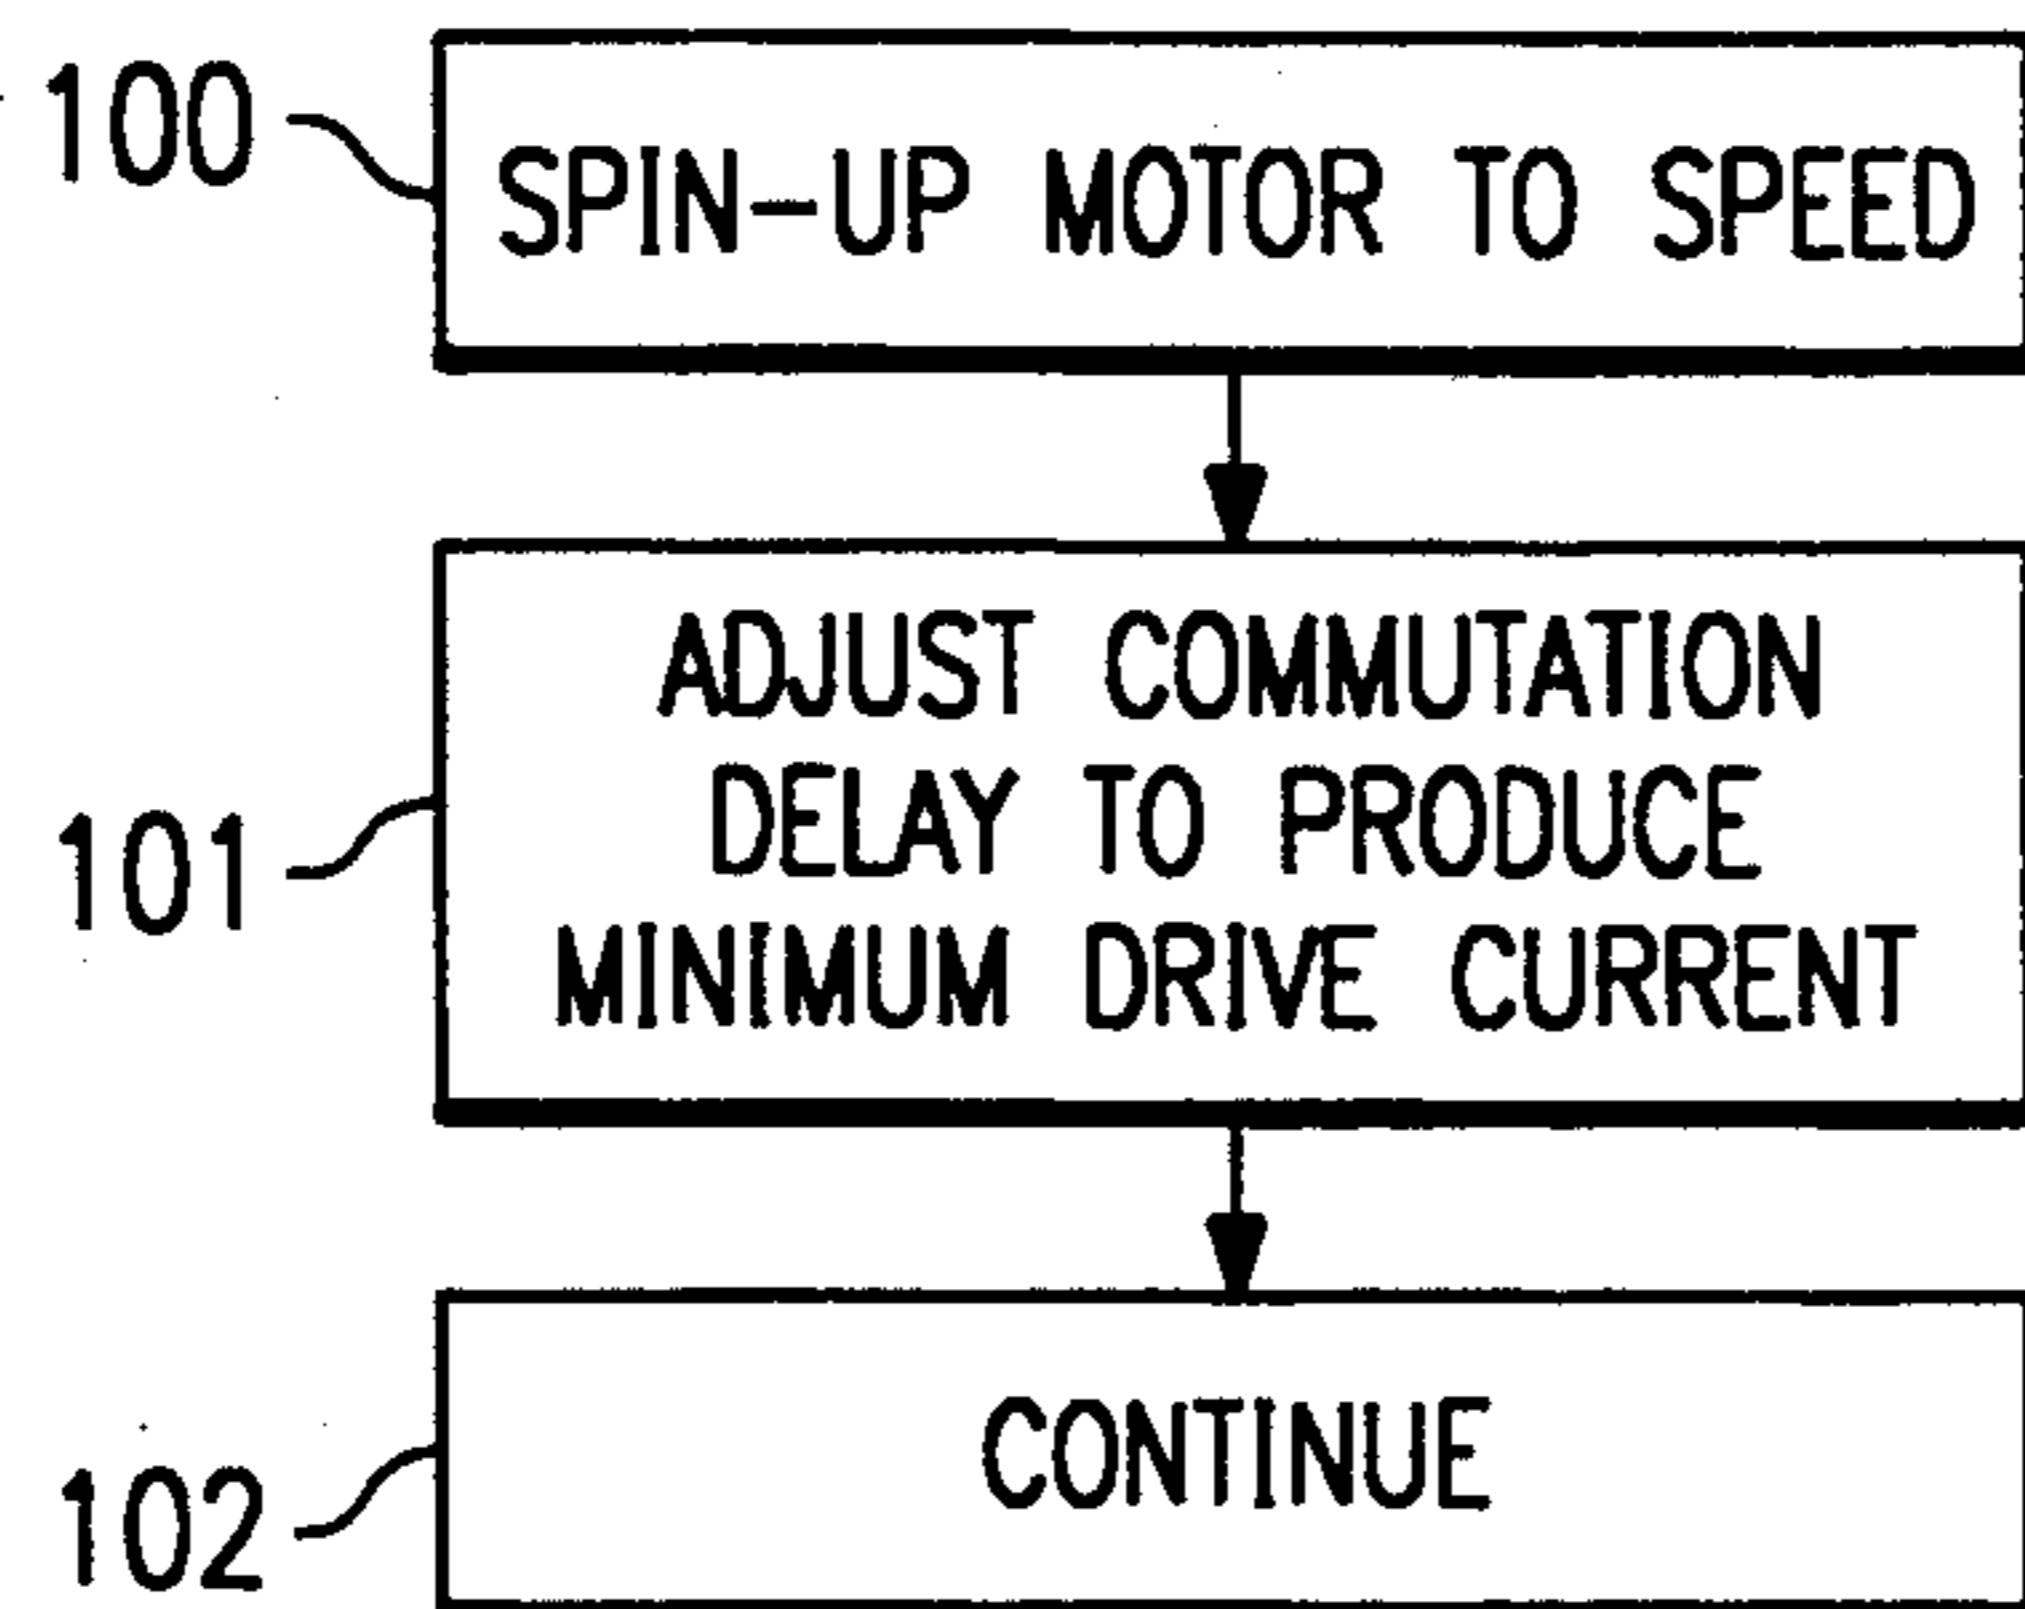 100
SPIN-UP MOTOR TO SPEED
ADJUST COMMUTATION
DELAY TO PRODUCE
101
MINIMUM DRIVE CURRENT
CONTINUE
102